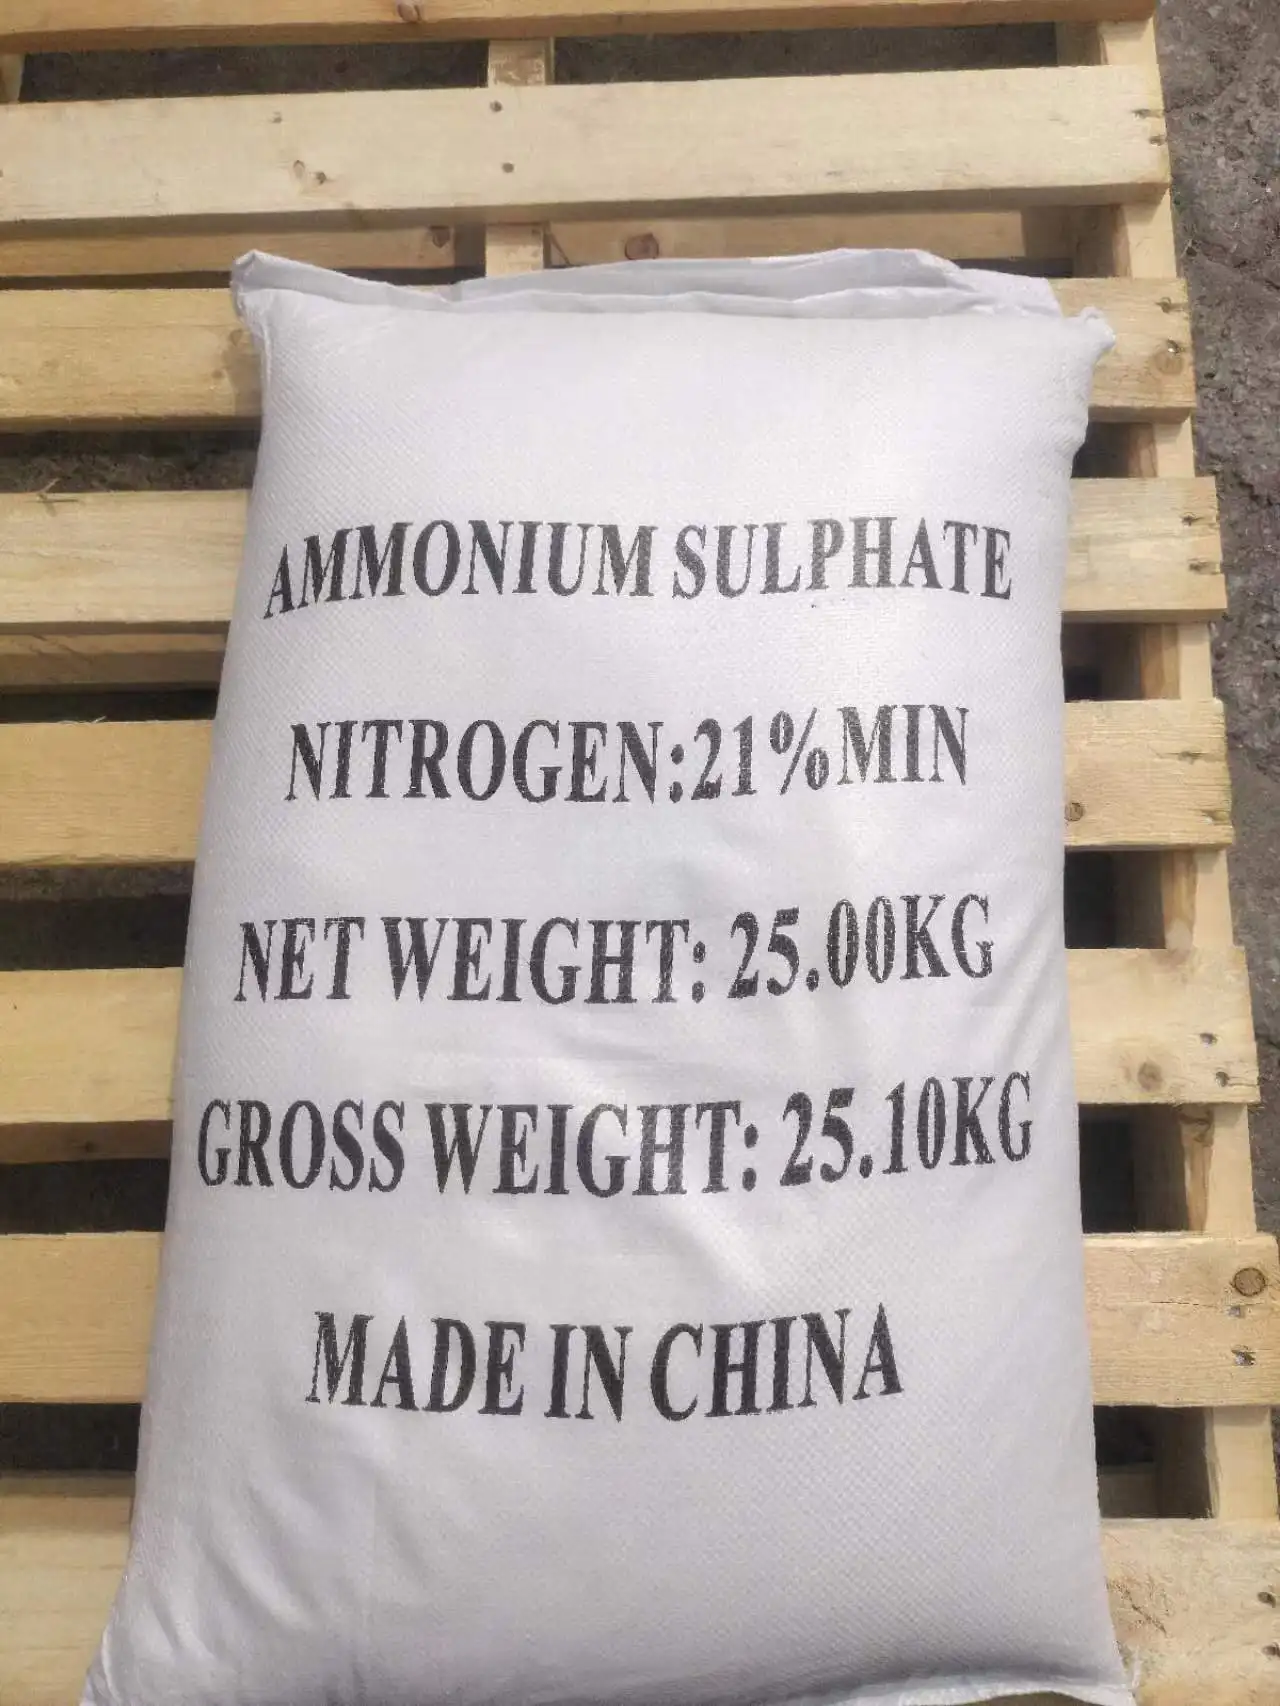 AMMONIUM SULPHATE
NITROGEN:21%MIN
NET WEIGHT: 25.00KG
GROSS WEIGHT: 25.10KG
MADE IN CHINA